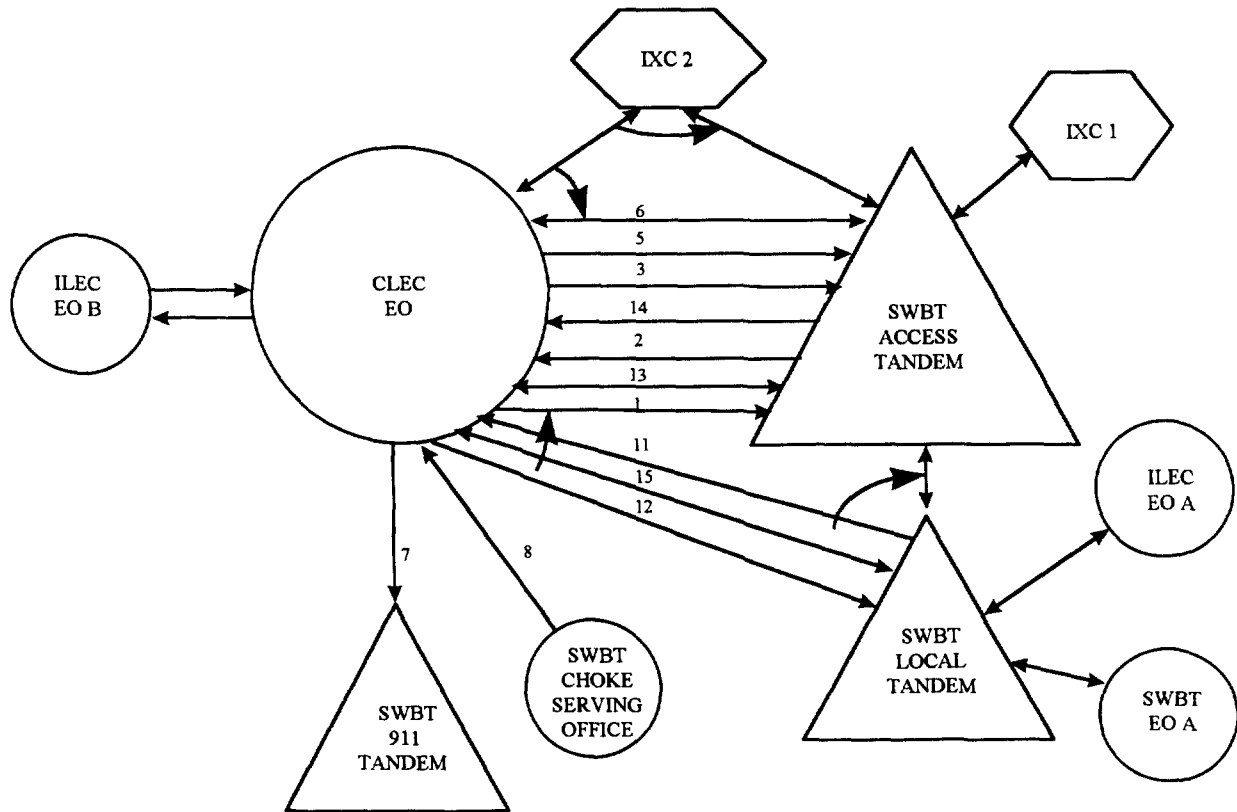 IXC 2
IXC 1
6
5
3
14
2
13
1
ILEC
EO B
CLEC
EO
SWBT
ACCESS
TANDEM
11
15
12
ILEC
EO A
7
8
SWBT
LOCAL
TANDEM
SWBT
CHOKE
SERVING
OFFICE
SWBT
EO A
SWBT
911
TANDEM